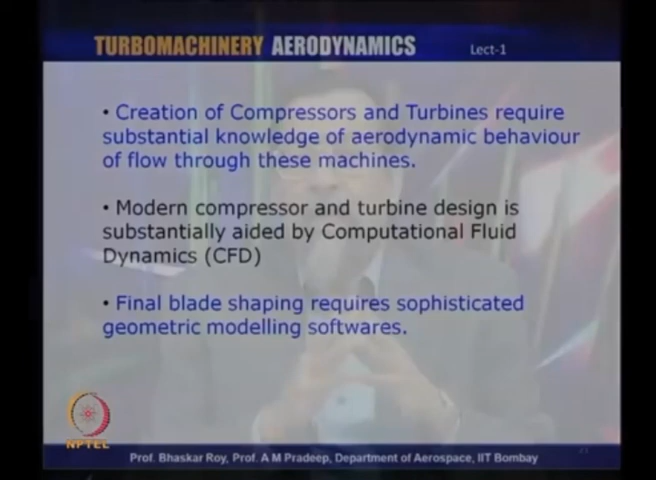 TURBOMACHINERY AERODYNAMICS Lect-1
• Creation of Compressors and Turbines require
substantial knowledge of aerodynamic behaviour
of flow through these machines.
• Modern compressor and turbine design is
substantially aided by Computational Fluid
Dynamics (CFD)
• Final blade shaping requires sophisticated
geometric modelling softwares.
NPTEL
Prof. Bhaskar Roy, Prof. A M Pradeep, Department of Aerospace, IIT Bombay